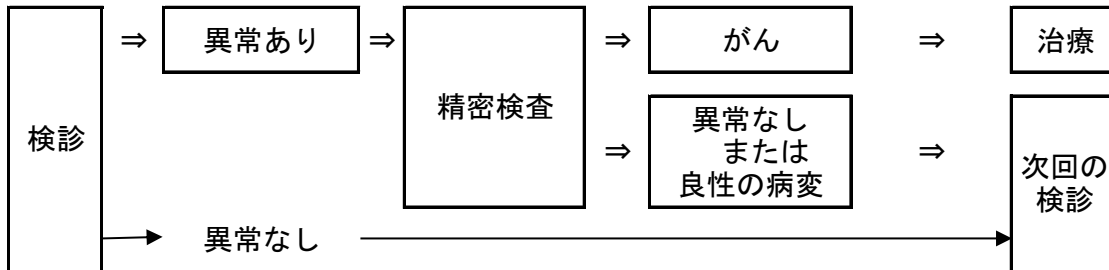 検診
⇒
異常あり
⇒
精密検査
⇒
がん
⇒
治療
⇒
異常なし
または
良性の病変
⇒
次回の
検診
異常なし